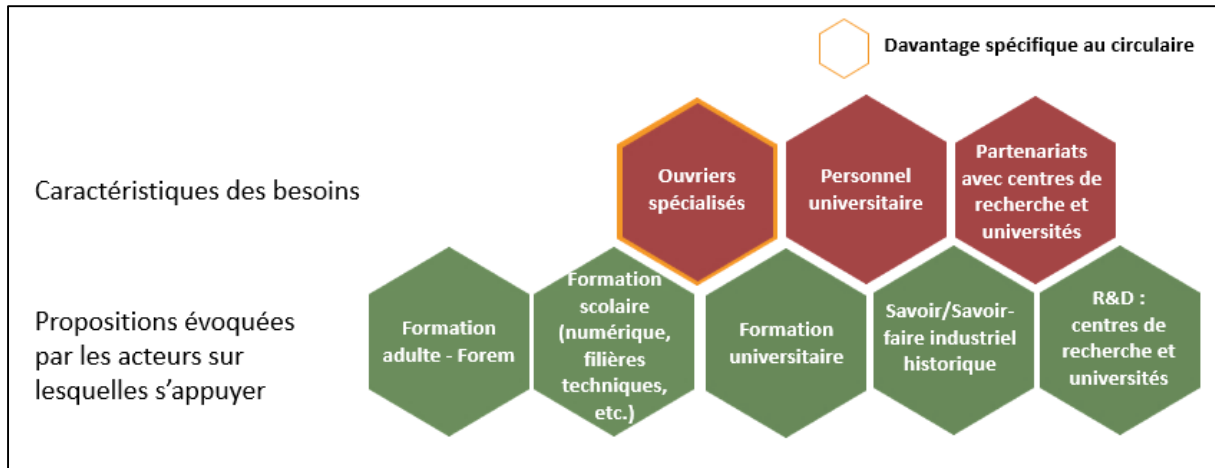 Davantage spécifique au circulaire
Caractéristiques des besoins
Ouvriers
spécialisés
Personnel
universitaire
Partenariats
avec centres de
recherche et
universités
Propositions évoquées
par les acteurs sur
lesquelles s’appuyer
Formation
adulte - Forem
Formation
scolaire
(numérique,
filières
techniques,
etc.)
Formation
universitaire
Savoir/Savoir-
faire industriel
historique
R&D :
centres de
recherche et
universités